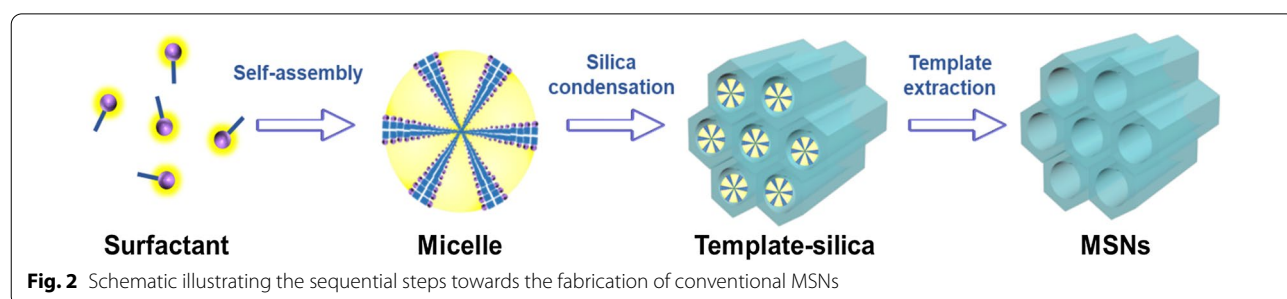 Self-assembly
Silica
condensation
Template
extraction
Surfactant
Micelle
Template-silica
MSNs
Fig. 2 Schematic illustrating the sequential steps towards the fabrication of conventional MSNs